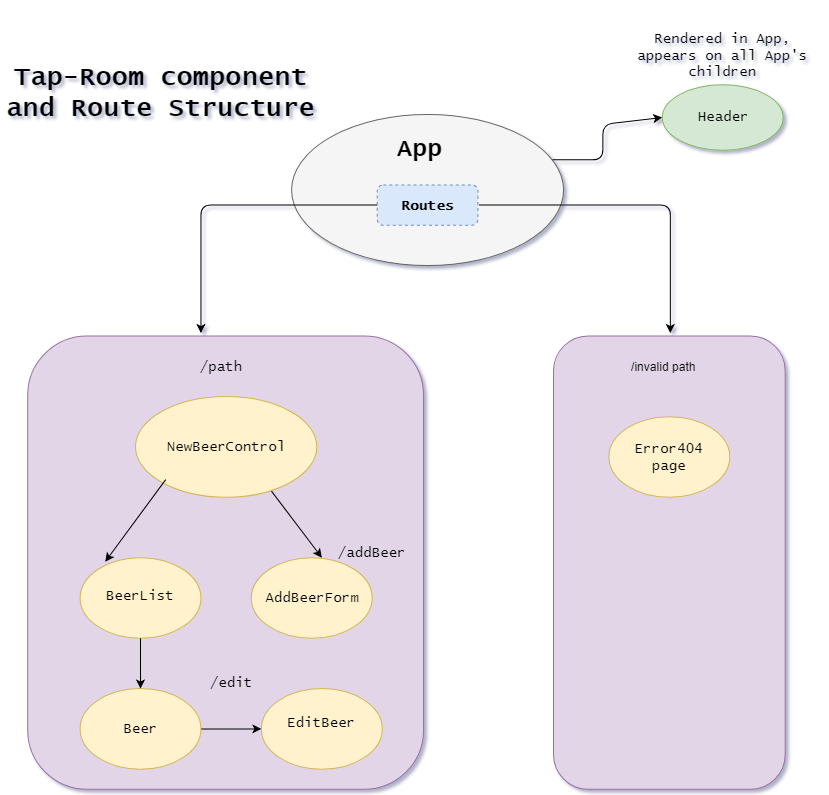 Tap-Room component
and Route Structure
Rendered in App,
appears on all App's
children
Header
App
Routes
/path
NewBeerControl
/addBeer
BeerList
AddBeerForm
/edit
Beer
EditBeer
/invalid path
Error404
page